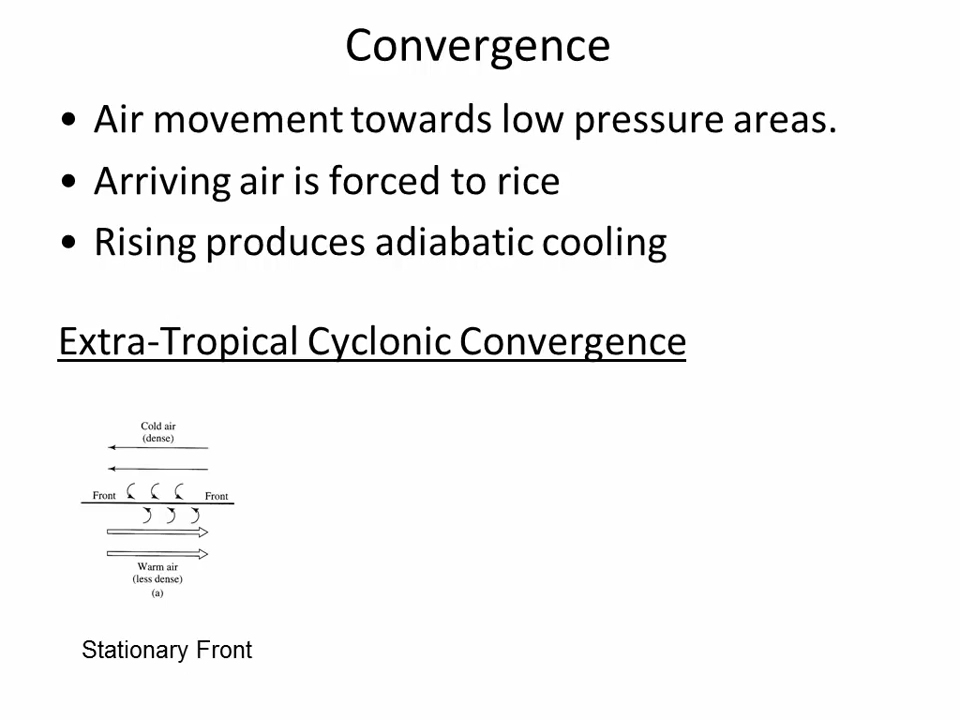 Convergence
• Air movement towards low pressure areas.
• Arriving air is forced to rice
• Rising produces adiabatic cooling
Extra-Tropical Cyclonic Convergence
Cold air
(dense)
Front Front
Warm air
(less dense)
(a)
Stationary Front